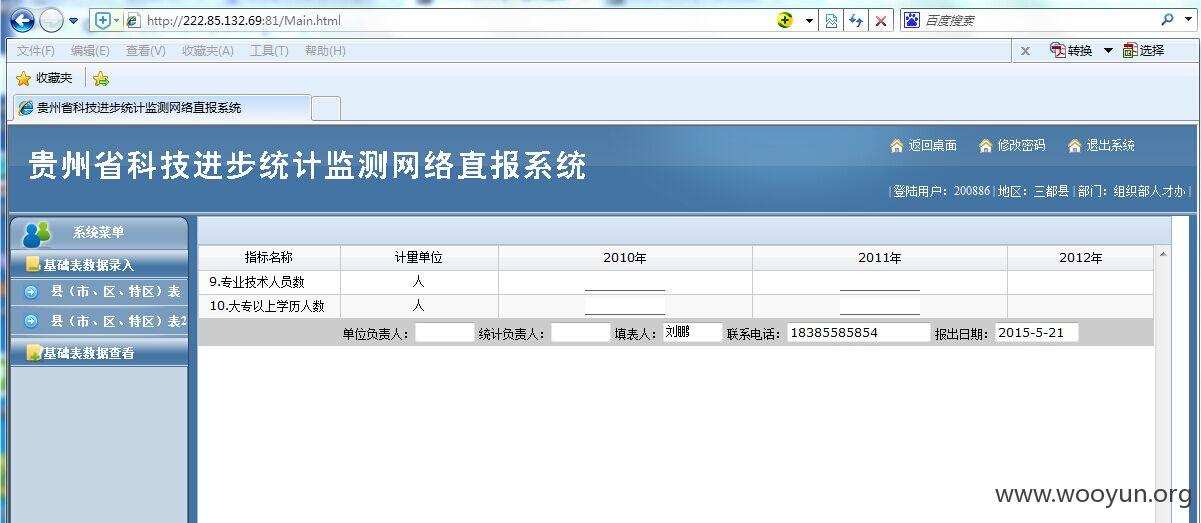 http://222.85.132.69:81/Main.html
百度搜索
文件(F) 编辑(E) 查看(V) 收藏夹(A) 工具(T) 帮助(H)
x 转换 选择
收藏夹
贵州省科技进步统计监测网络直报系统
贵州省科技进步统计监测网络直报系统
返回桌面 修改密码 退出系统
| 登陆用户：200886 | 地区：三都县 | 部门：组织部人才办 |
系统菜单
基础表数据录入
县（市、区、特区）表
县（市、区、特区）表2
基础表数据查看
指标名称 计量单位 2010年 2011年 2012年
9.专业技术人员数 人
10.大专以上学历人数 人
单位负责人： 统计负责人： 填表人：刘鹏 联系电话：18385585854 报出日期：2015-5-21
www.wooyun.org